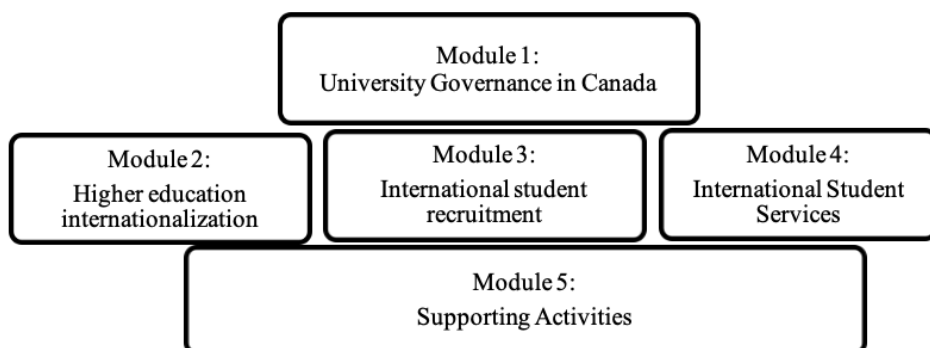 Module 1:
University Governance in Canada
Module 2:
Higher education
internationalization
Module 3:
International student
recruitment
Module 4:
International Student
Services
Module 5:
Supporting Activities